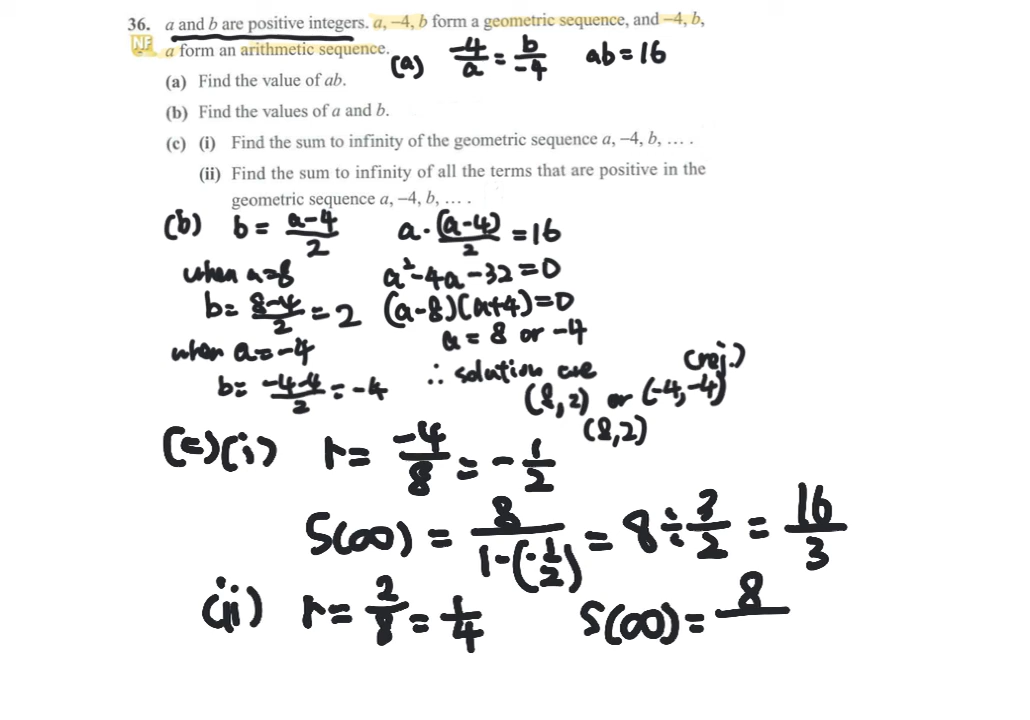 36. a and b are positive integers. a, –4, b form a geometric sequence, and –4, b,
NF a form an arithmetic sequence.
(a) -4/a = b/-4 ab=16
(a) Find the value of ab.
(b) Find the values of a and b.
(c) (i) Find the sum to infinity of the geometric sequence a, –4, b, … .
(ii) Find the sum to infinity of all the terms that are positive in the
geometric sequence a, –4, b, … .
(b) b = a-4/2 a·(a-4)/2 = 16
when a=8 a²-4a-32=0
b= 8-4/2 = 2 (a-8)(a+4)=0
when a=-4 a = 8 or -4
b= -4-4/2 = -4 ∴ solution are (rej.)
(8,2) or (-4,-4)
(8,2)
(c)(i) r= -4/8 = -1/2
S(∞) = 8/1-(-1/2) = 8÷3/2 = 16/3
(ii) r= 2/8 = 1/4 S(∞)= 8